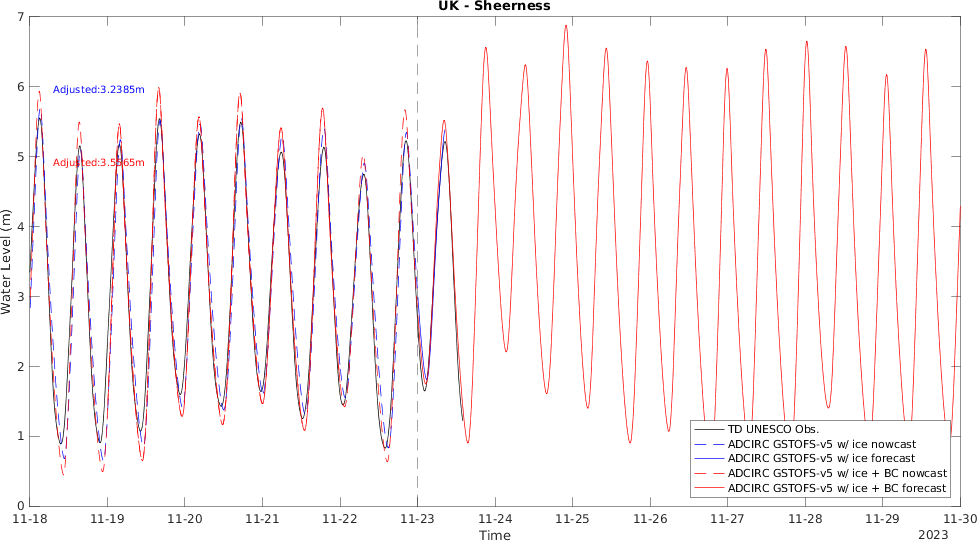 UK - Sheerness
7
6
5
4
3
2
1
0
Water Level (m)
Adjusted:3.2385m
TD UNESCO Obs.
ADCIRC GSTOFS-v5 w/ ice nowcast
ADCIRC GSTOFS-v5 w/ ice forecast
ADCIRC GSTOFS-v5 w/ ice + BC nowcast
ADCIRC GSTOFS-v5 w/ ice + BC forecast
11-18 11-19 11-20 11-21 11-22 11-23 11-24 11-25 11-26 11-27 11-28 11-29 11-30
Time
2023